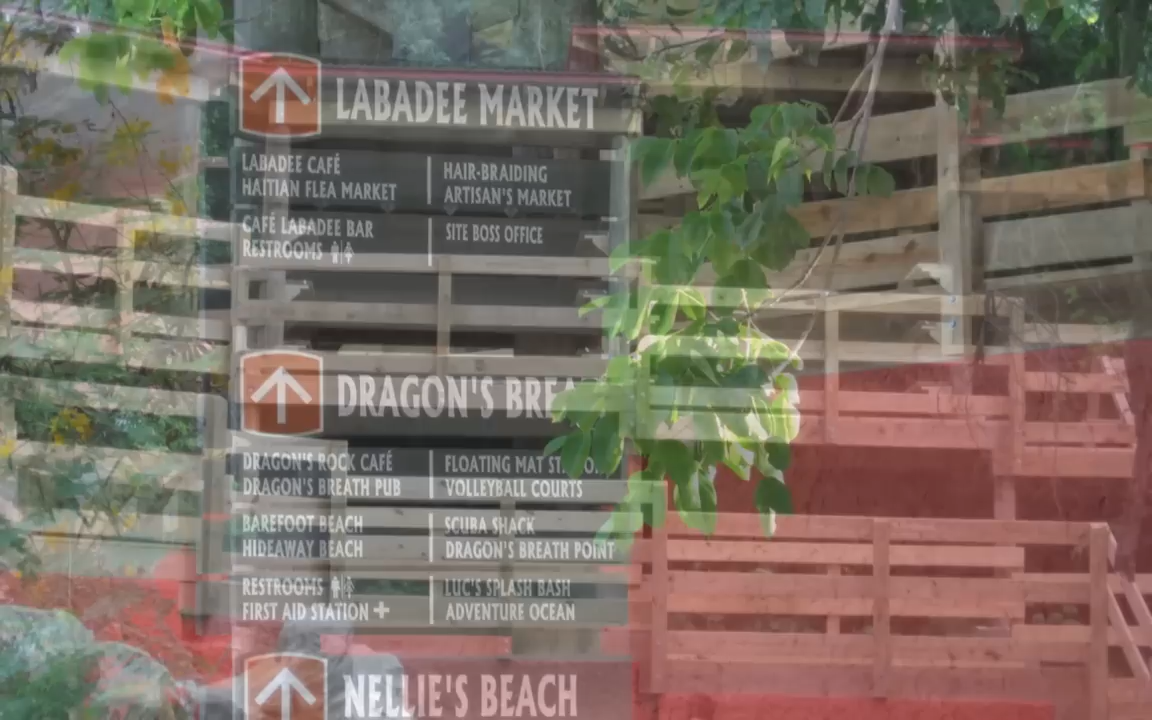 LABADEE MARKET
LABADEE CAFÉ
HAITIAN FLEA MARKET
HAIR-BRAIDING
ARTISAN'S MARKET
CAFÉ LABADEE BAR
RESTROOMS
SITE BOSS OFFICE
DRAGON'S
DRAGON'S ROCK CAFÉ
DRAGON'S BREATH PUB
FLOATING MAT
VOLLEYBALL COURTS
BAREFOOT BEACH
HIDEAWAY BEACH
SCUBA SHACK
DRAGON'S BREATH POINT
RESTROOMS
FIRST AID STATION
LUC'S SPLASH BASH
ADVENTURE OCEAN
NELLIE'S BEACH